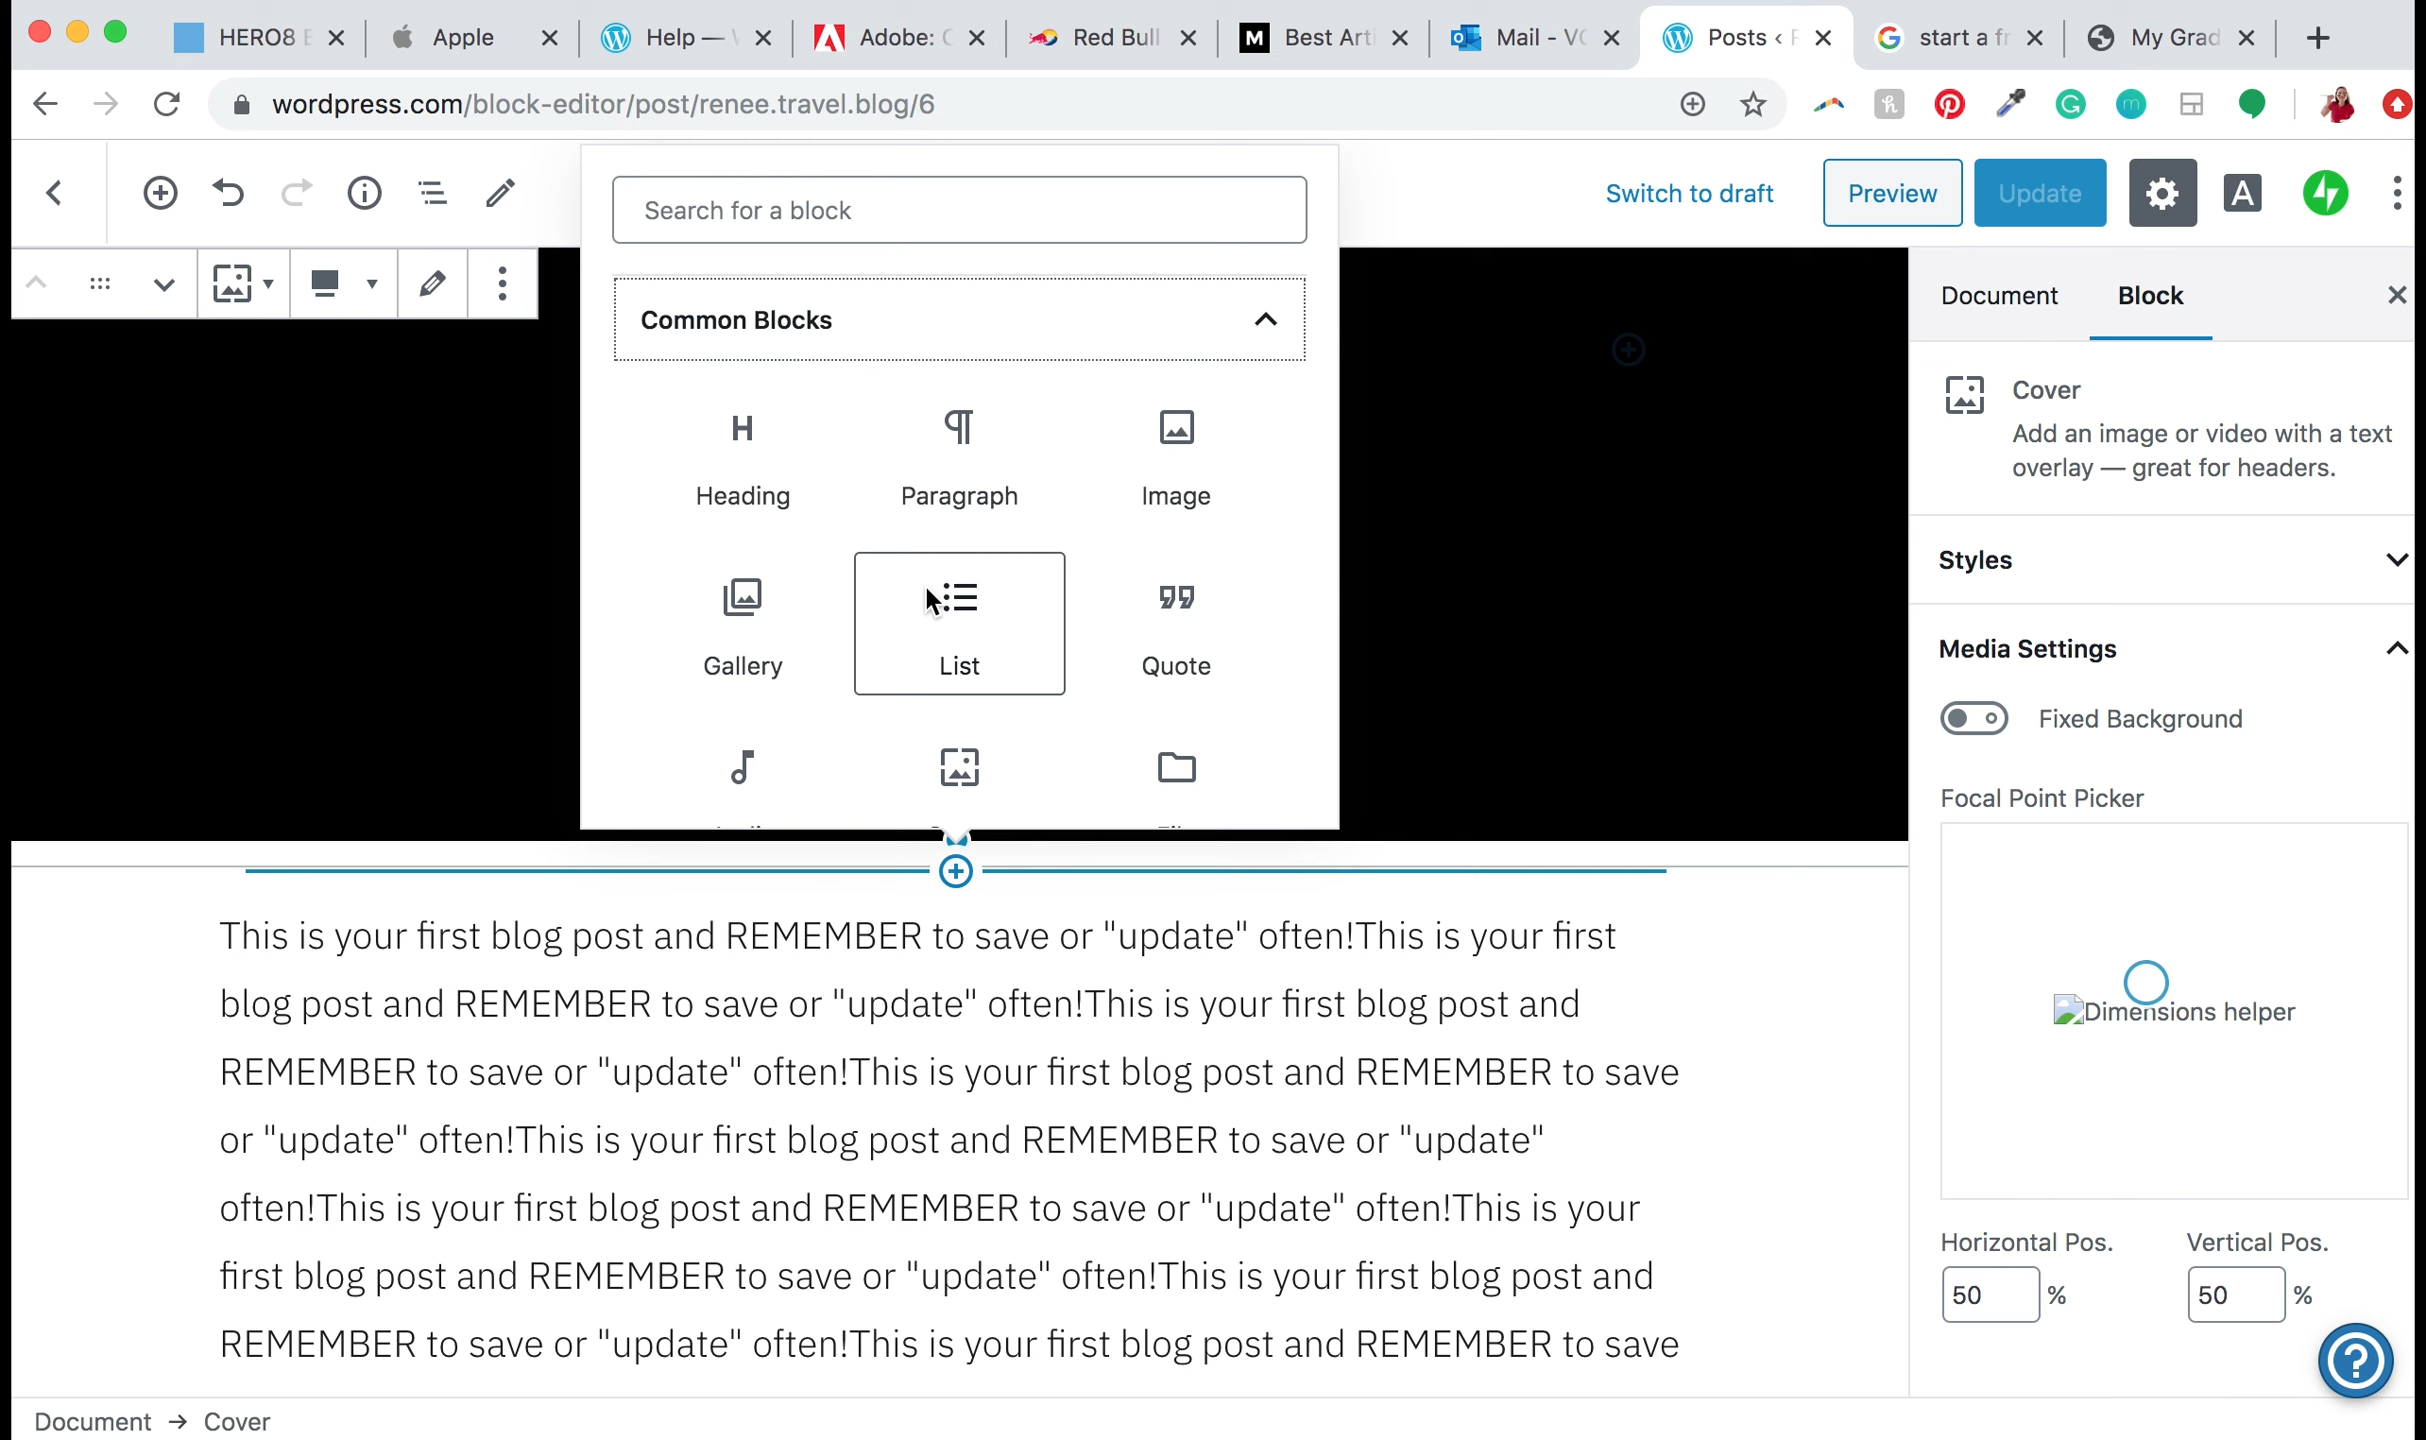 HERO8 E
Apple
Help —
Adobe: C
Red Bull
M
Best Arti
Mail - VC
Posts ‹
start a fr
My Grad
wordpress.com/block-editor/post/renee.travel.blog/6
Switch to draft
Preview
Update
Search for a block
Common Blocks
Heading
Paragraph
Image
Gallery
List
Quote
Document
Block
Cover
Add an image or video with a text
overlay — great for headers.
Styles
Media Settings
Fixed Background
Focal Point Picker
Dimensions helper
Horizontal Pos.
Vertical Pos.
50 %
50 %
This is your first blog post and REMEMBER to save or "update" often!This is your first
blog post and REMEMBER to save or "update" often!This is your first blog post and
REMEMBER to save or "update" often!This is your first blog post and REMEMBER to save
or "update" often!This is your first blog post and REMEMBER to save or "update"
often!This is your first blog post and REMEMBER to save or "update" often!This is your
first blog post and REMEMBER to save or "update" often!This is your first blog post and
REMEMBER to save or "update" often!This is your first blog post and REMEMBER to save
Document → Cover